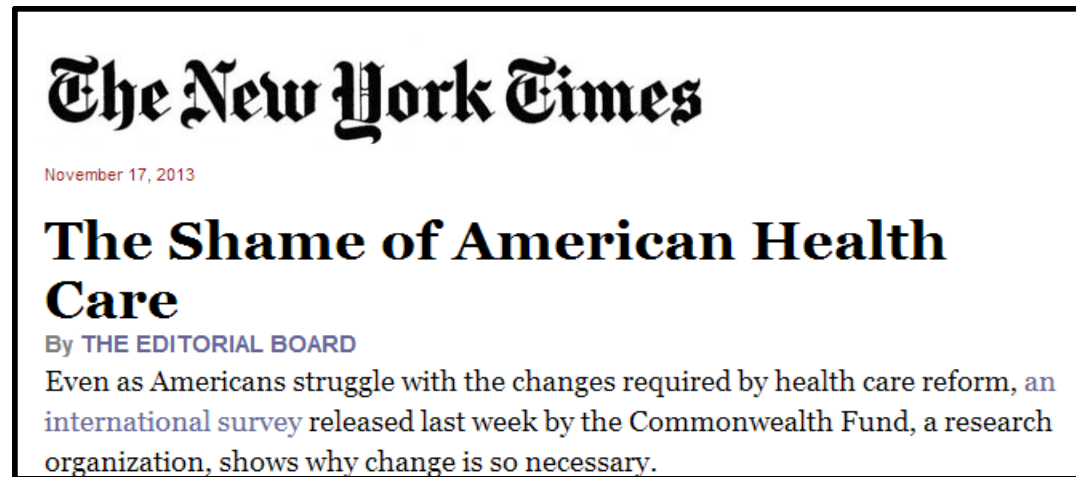 The New York Times
November 17, 2013
The Shame of American Health
Care
By THE EDITORIAL BOARD
Even as Americans struggle with the changes required by health care reform, an
international survey released last week by the Commonwealth Fund, a research
organization, shows why change is so necessary.